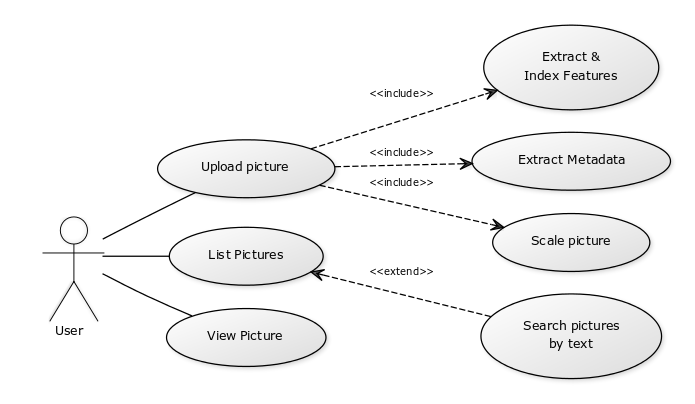 Extract &
Index Features
<<include>>
Upload picture
<<include>>
Extract Metadata
<<include>>
Scale picture
List Pictures
<<extend>>
Search pictures
by text
View Picture
User